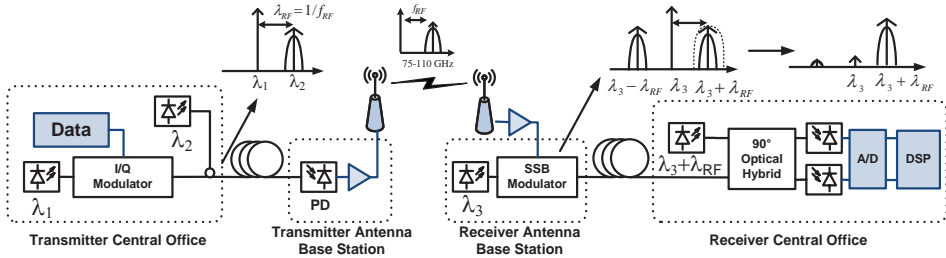 λRF = 1/fRF
λ1
λ2
fRF
75-110 GHz
λ3 − λRF
λ3
λ3 + λRF
λ3
λ3 + λRF
Data
λ2
I/Q
Modulator
λ1
Transmitter Central Office
PD
Transmitter Antenna
Base Station
λ3
SSB
Modulator
Receiver Antenna
Base Station
λ3+λRF
90°
Optical
Hybrid
A/D
DSP
Receiver Central Office